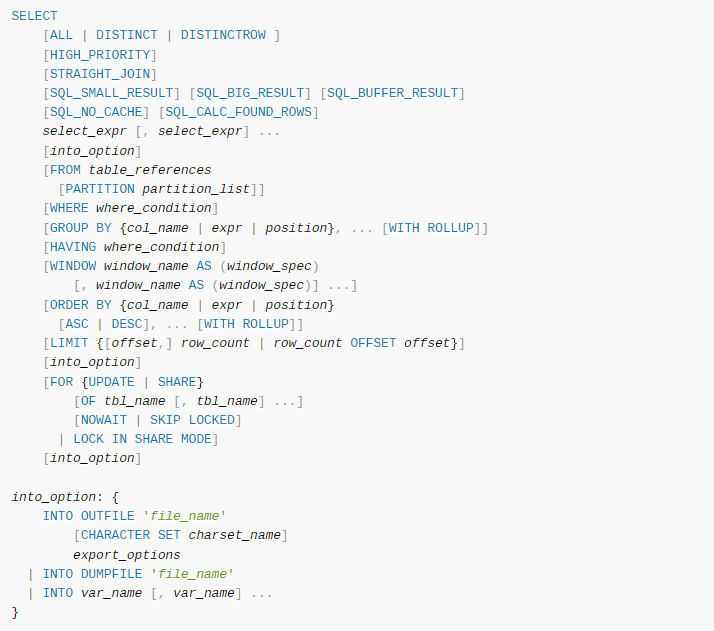 SELECT
    [ALL | DISTINCT | DISTINCTROW ]
    [HIGH_PRIORITY]
    [STRAIGHT_JOIN]
    [SQL_SMALL_RESULT] [SQL_BIG_RESULT] [SQL_BUFFER_RESULT]
    [SQL_NO_CACHE] [SQL_CALC_FOUND_ROWS]
    select_expr [, select_expr] ...
    [into_option]
    [FROM table_references
      [PARTITION partition_list]]
    [WHERE where_condition]
    [GROUP BY {col_name | expr | position}, ... [WITH ROLLUP]]
    [HAVING where_condition]
    [WINDOW window_name AS (window_spec)
        [, window_name AS (window_spec)] ...]
    [ORDER BY {col_name | expr | position}
      [ASC | DESC], ... [WITH ROLLUP]]
    [LIMIT {[offset,] row_count | row_count OFFSET offset}]
    [into_option]
    [FOR {UPDATE | SHARE}
        [OF tbl_name [, tbl_name] ...]
        [NOWAIT | SKIP LOCKED]
      | LOCK IN SHARE MODE]
    [into_option]

into_option: {
    INTO OUTFILE 'file_name'
        [CHARACTER SET charset_name]
        export_options
  | INTO DUMPFILE 'file_name'
  | INTO var_name [, var_name] ...
}